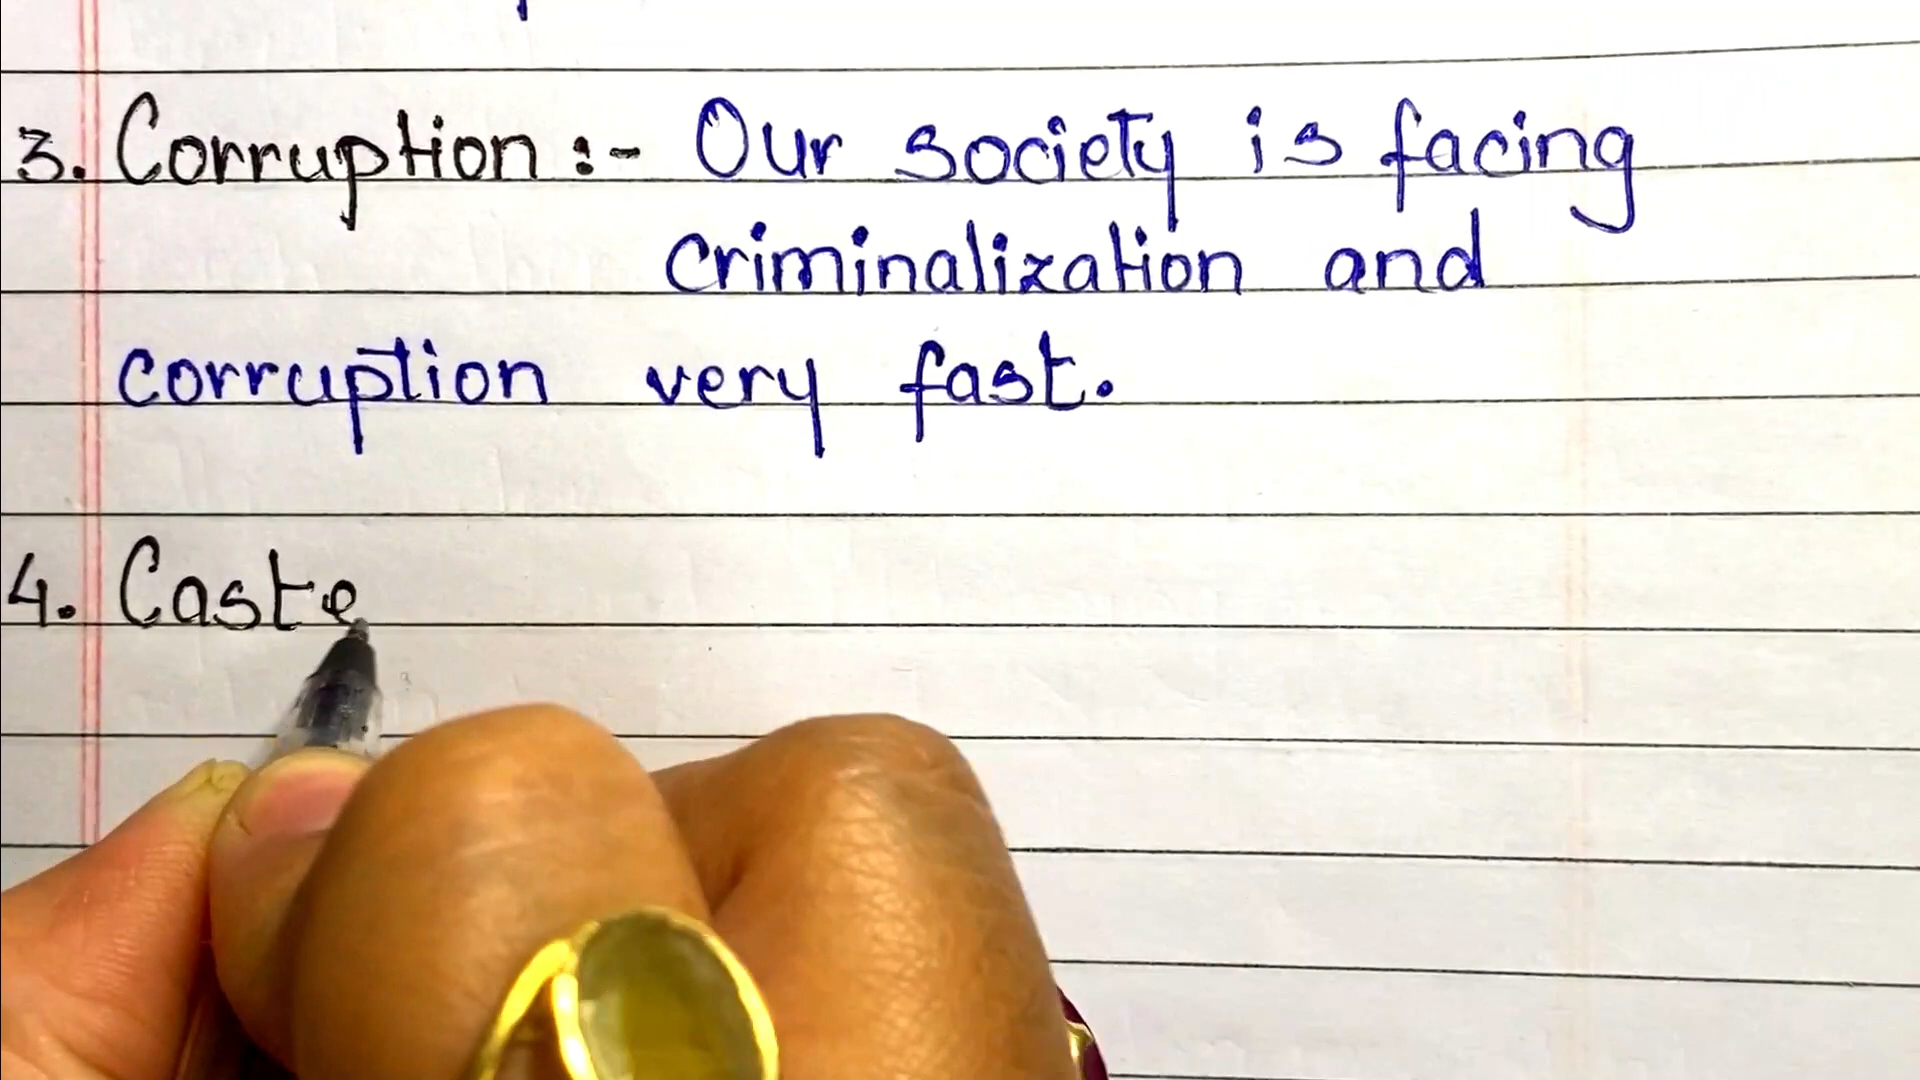 3. Corruption :- Our society is facing
criminalization and
corruption very fast.
4. Caste